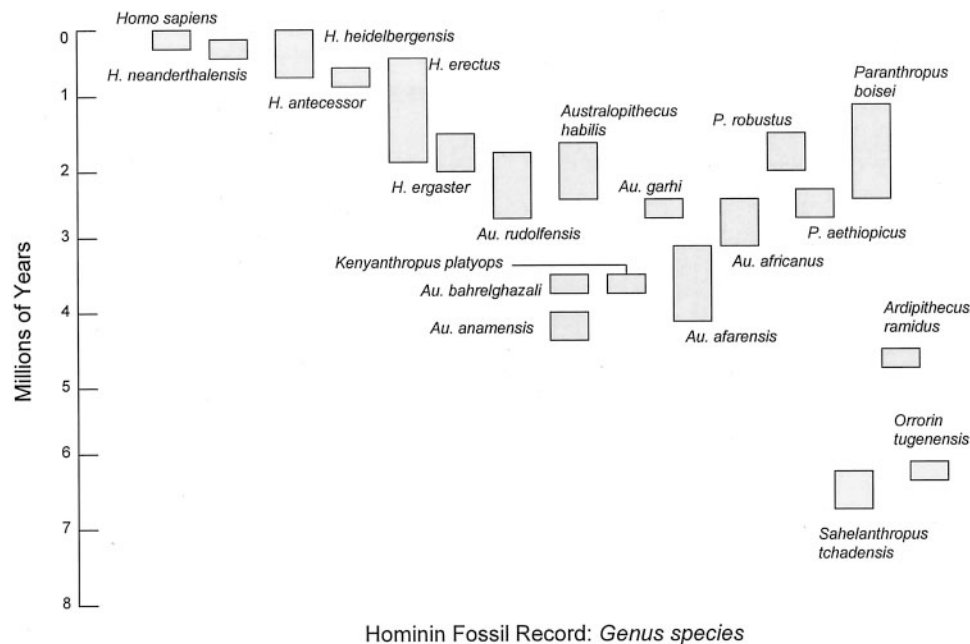 Homo sapiens
H. neanderthalensis
H. heidelbergensis
H. antecessor
H. erectus
H. ergaster
Australopithecus
habilis
Au. rudolfensis
Au. garhi
P. robustus
Paranthropus
boisei
P. aethiopicus
Au. africanus
Kenyanthropus platyops
Au. bahrelghazali
Au. anamensis
Au. afarensis
Ardipithecus
ramidus
Orrorin
tugenensis
Sahelanthropus
tchadensis
0
1
2
3
4
5
6
7
8
Millions of Years
Hominin Fossil Record: Genus species